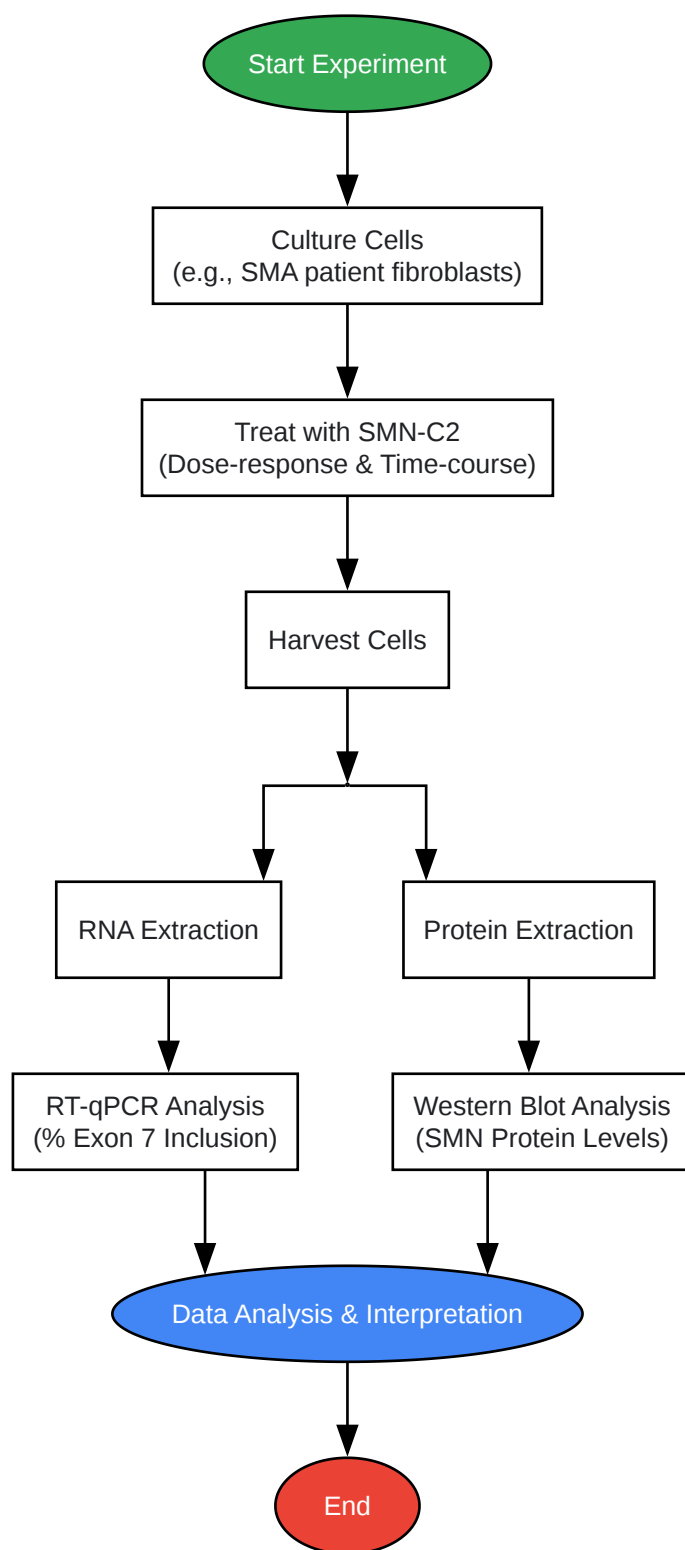 Start Experiment
Culture Cells
(e.g., SMA patient fibroblasts)
Treat with SMN-C2
(Dose-response & Time-course)
Harvest Cells
RNA Extraction
Protein Extraction
RT-qPCR Analysis
(% Exon 7 Inclusion)
Western Blot Analysis
(SMN Protein Levels)
Data Analysis & Interpretation
End